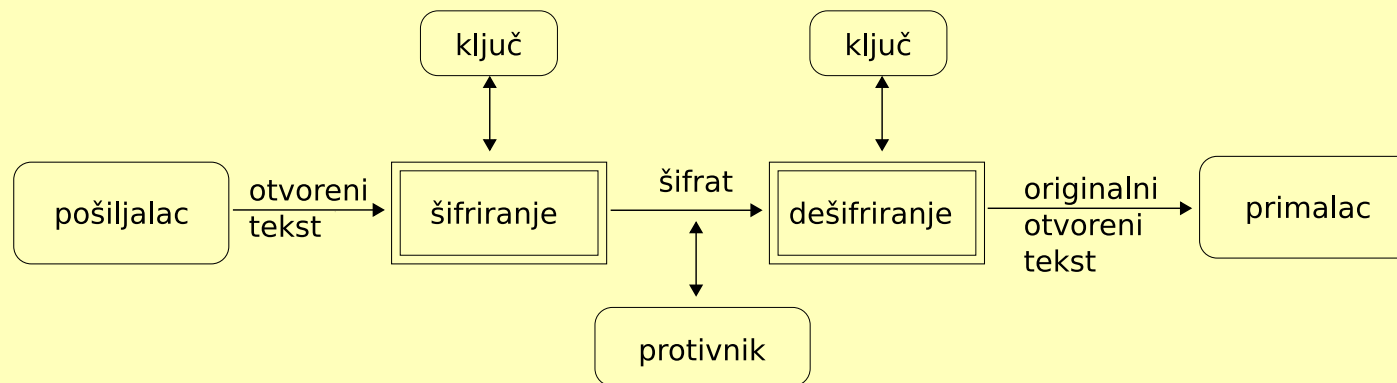 ključ
ključ
pošiljalac
otvoreni
tekst
šifriranje
šifrat
dešifriranje
originalni
otvoreni
tekst
primalac
protivnik